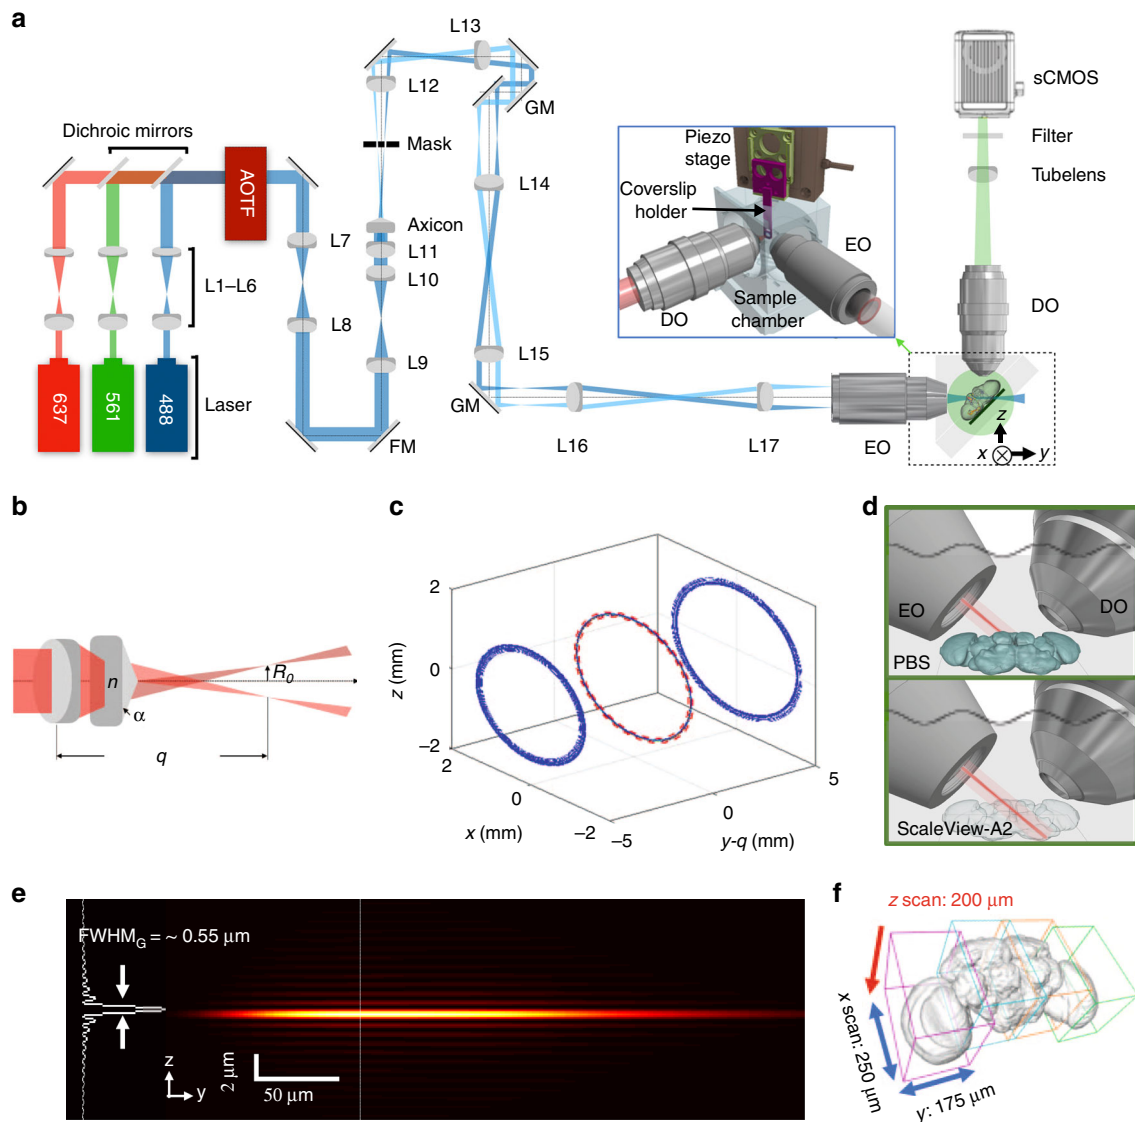 a
L13
sCMOS
L12
GM
Filter
Dichroic mirrors
Mask
Piezo
stage
Tubelens
AOTF
L14
Coverslip
holder
Axicon
L7
L11
EO
L10
L1–L6
L8
DO
Sample
chamber
DO
L15
L9
637
561
488
Laser
GM
z
FM
L16
L17
EO
x
y
b
c
d
2
EO
DO
n
R0
z (mm)
0
PBS
α
q
–2
2
5
0
0
ScaleView-A2
x (mm)
–2
–5
y-q (mm)
e
f
z scan: 200 μm
FWHMG = ~ 0.55 μm
x scan: 250 μm
z
2 μm
y
50 μm
y: 175 μm